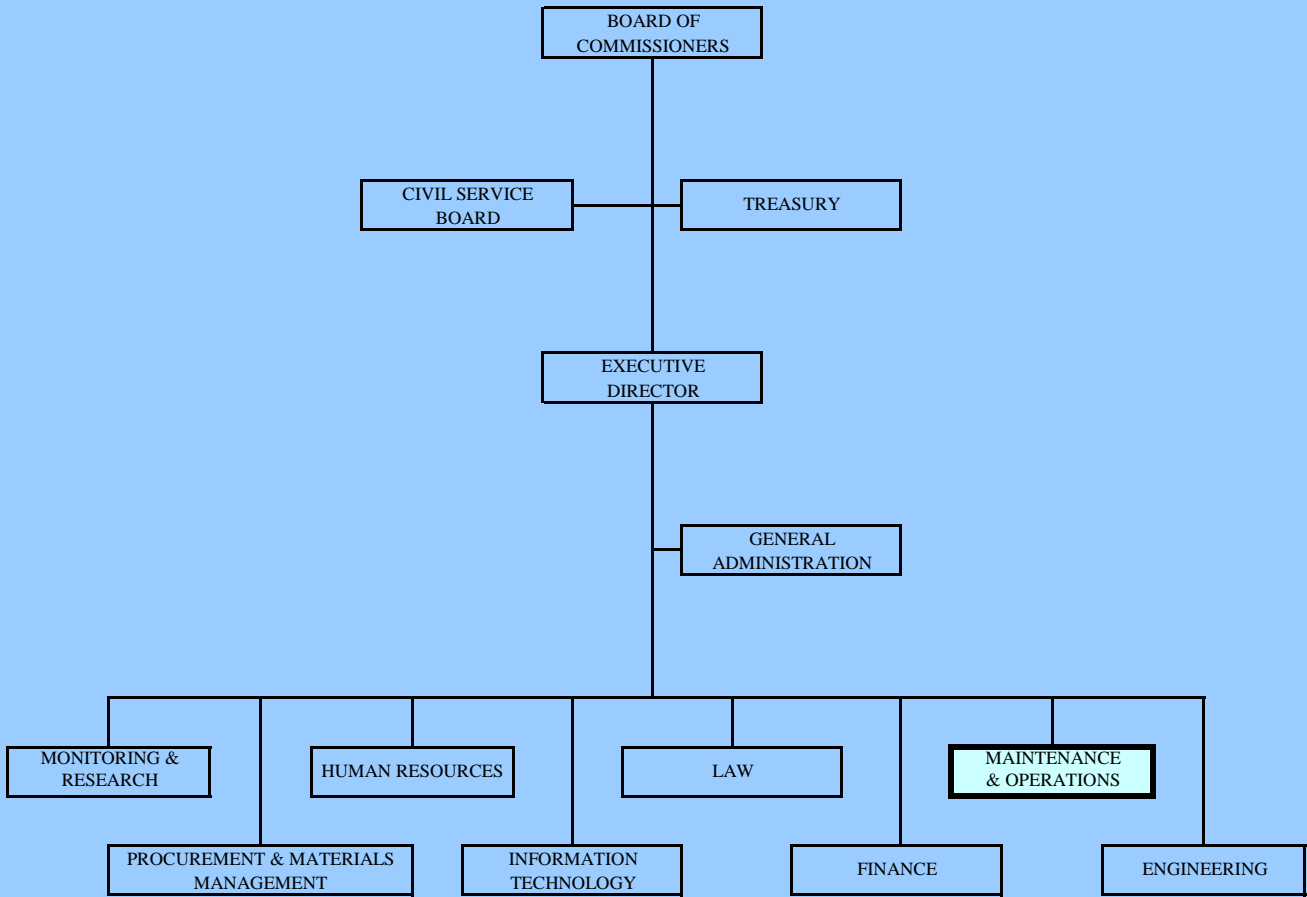 BOARD OF
COMMISSIONERS
CIVIL SERVICE
BOARD
TREASURY
EXECUTIVE
DIRECTOR
GENERAL
ADMINISTRATION
MONITORING &
RESEARCH
HUMAN RESOURCES
LAW
MAINTENANCE
& OPERATIONS
PROCUREMENT & MATERIALS
MANAGEMENT
INFORMATION
TECHNOLOGY
FINANCE
ENGINEERING